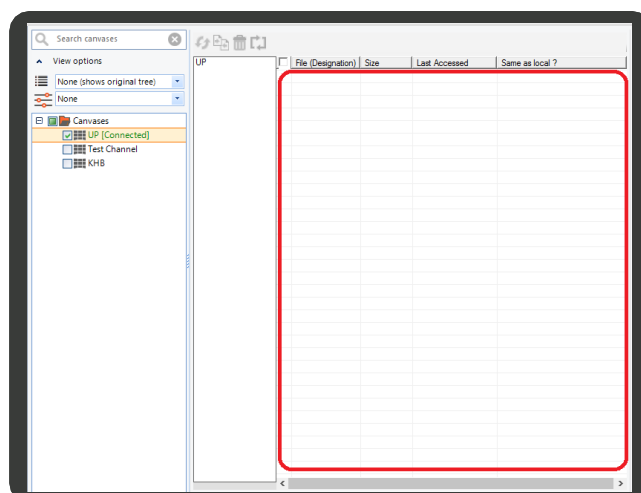 Search canvases
View options
None (shows original tree)
None
Canvases
UP [Connected]
Test Channel
KHB
UP
File (Designation) Size Last Accessed Same as local ?